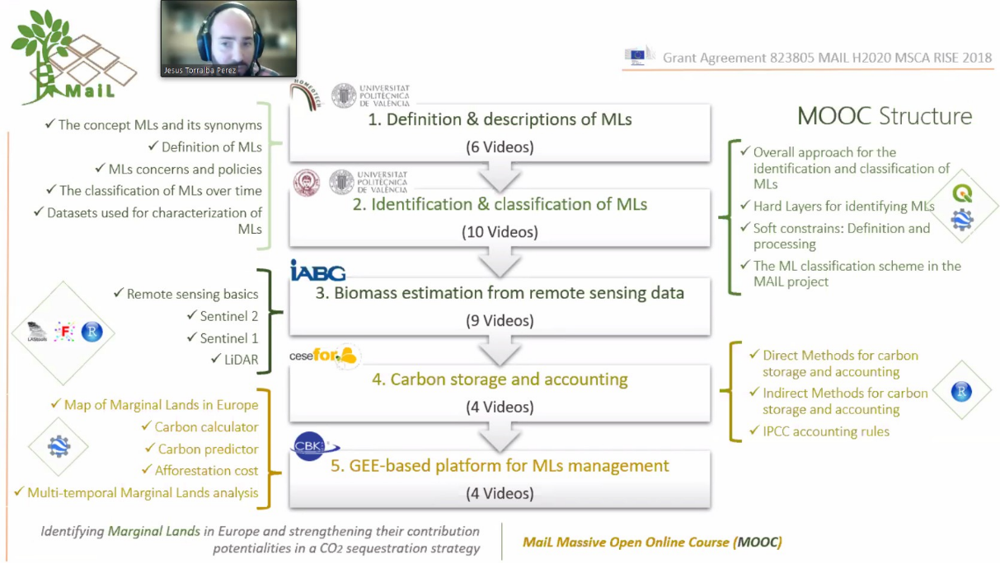 MaiL
Jesus Torralba Perez
Grant Agreement 823805 MAIL H2020 MSCA RISE 2018
MOOC Structure
HOMEOTECH
UNIVERSITAT
POLITÈCNICA
DE VALÈNCIA
1. Definition & descriptions of MLs
(6 Videos)
✓ The concept MLs and its synonyms
✓ Definition of MLs
✓ MLs concerns and policies
✓ The classification of MLs over time
✓ Datasets used for characterization of
MLs
UNIVERSITAT
POLITÈCNICA
DE VALÈNCIA
2. Identification & classification of MLs
(10 Videos)
✓ Overall approach for the
identification and classification of
MLs
✓ Hard Layers for identifying MLs
✓ Soft constrains: Definition and
processing
✓ The ML classification scheme in the
MAIL project
iABG
3. Biomass estimation from remote sensing data
(9 Videos)
✓ Remote sensing basics
✓ Sentinel 2
✓ Sentinel 1
✓ LiDAR
LAStools
F
R
cesefor
4. Carbon storage and accounting
(4 Videos)
✓ Direct Methods for carbon
storage and accounting
✓ Indirect Methods for carbon
storage and accounting
✓ IPCC accounting rules
R
CBK
5. GEE-based platform for MLs management
(4 Videos)
✓ Map of Marginal Lands in Europe
✓ Carbon calculator
✓ Carbon predictor
✓ Afforestation cost
✓ Multi-temporal Marginal Lands analysis
Identifying Marginal Lands in Europe and strengthening their contribution
potentialities in a CO2 sequestration strategy
MaiL Massive Open Online Course (MOOC)